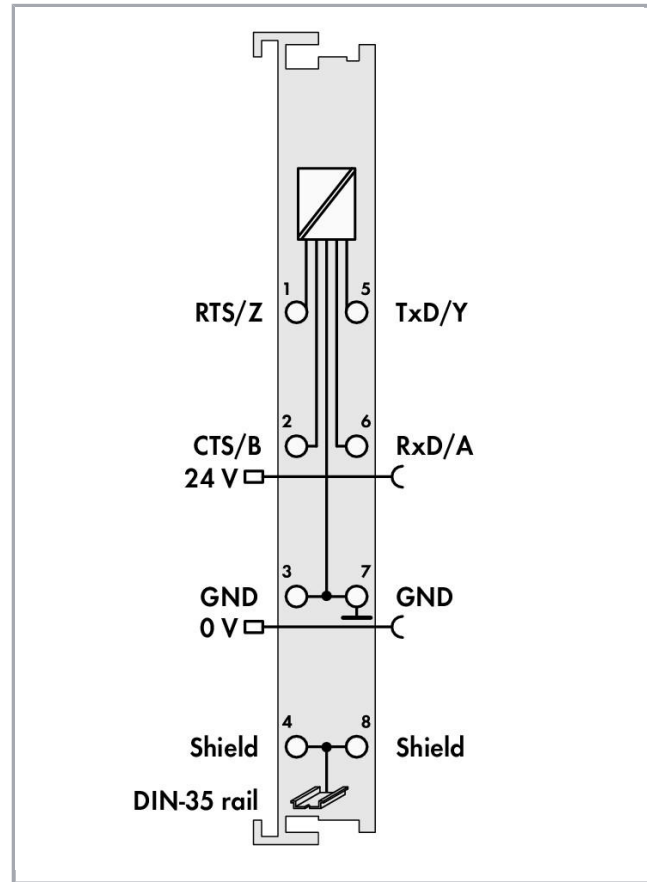 1 5
RTS/Z TxD/Y
2 6
CTS/B RxD/A
24 V
3 7
GND GND
0 V
4 8
Shield Shield
DIN-35 rail